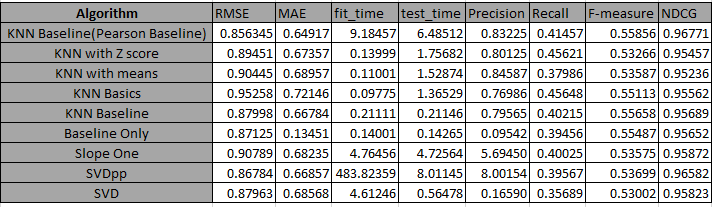 Algorithm RMSE MAE fit_time test_time Precision Recall F-measure NDCG
KNN Baseline(Pearson Baseline) 0.856345 0.64917 9.18457 6.48512 0.83225 0.41457 0.55856 0.96771
KNN with Z score 0.89451 0.67357 0.13999 1.75682 0.80125 0.45621 0.53266 0.95457
KNN with means 0.90445 0.68957 0.11001 1.52874 0.84587 0.37986 0.53587 0.95236
KNN Basics 0.95258 0.72146 0.09775 1.36529 0.76986 0.45648 0.55113 0.95562
KNN Baseline 0.87998 0.66784 0.21111 0.21146 0.79565 0.40215 0.55658 0.95689
Baseline Only 0.87125 0.13451 0.14001 0.14265 0.09542 0.39456 0.55487 0.95652
Slope One 0.90789 0.68235 4.76456 4.72564 5.69450 0.40025 0.53575 0.95872
SVDpp 0.86784 0.66857 483.82359 8.01145 8.00154 0.39567 0.53699 0.96582
SVD 0.87963 0.68568 4.61246 0.56478 0.16590 0.35689 0.53002 0.95823